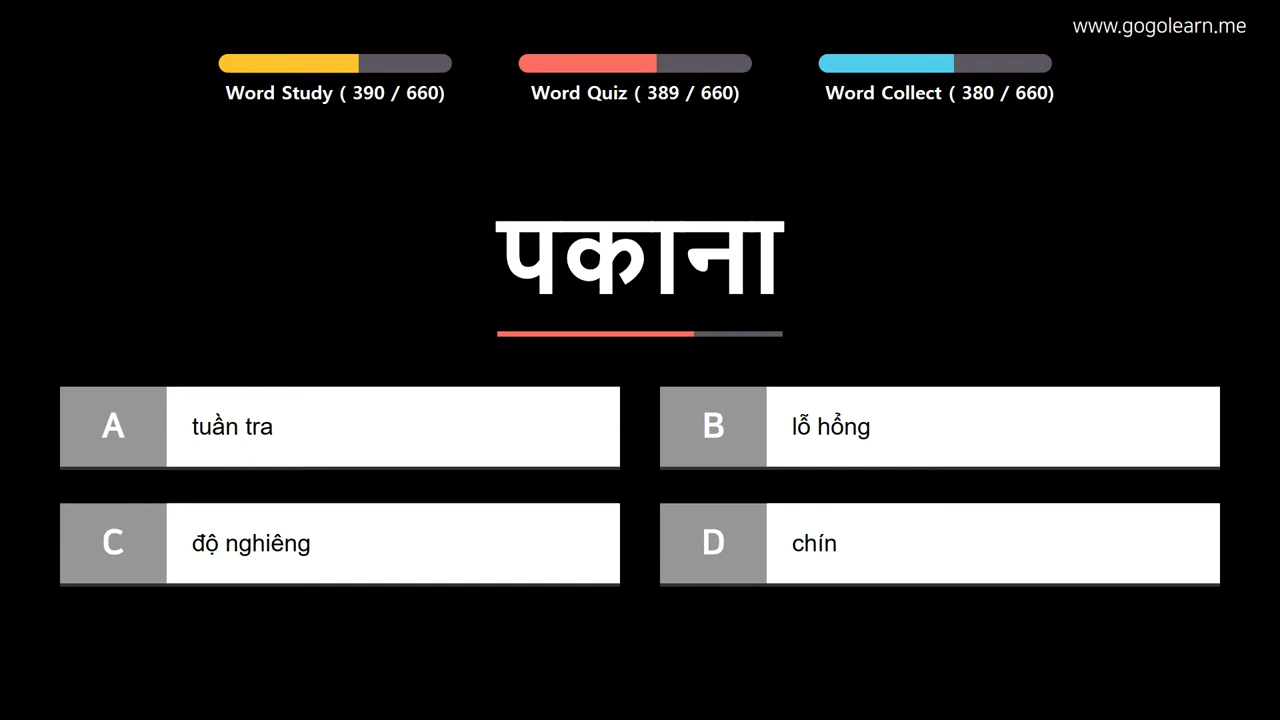 www.gogolearn.me
Word Study ( 390 / 660)
Word Quiz ( 389 / 660)
Word Collect ( 380 / 660)
पकाना
A tuần tra
B lỗ hổng
C độ nghiêng
D chín